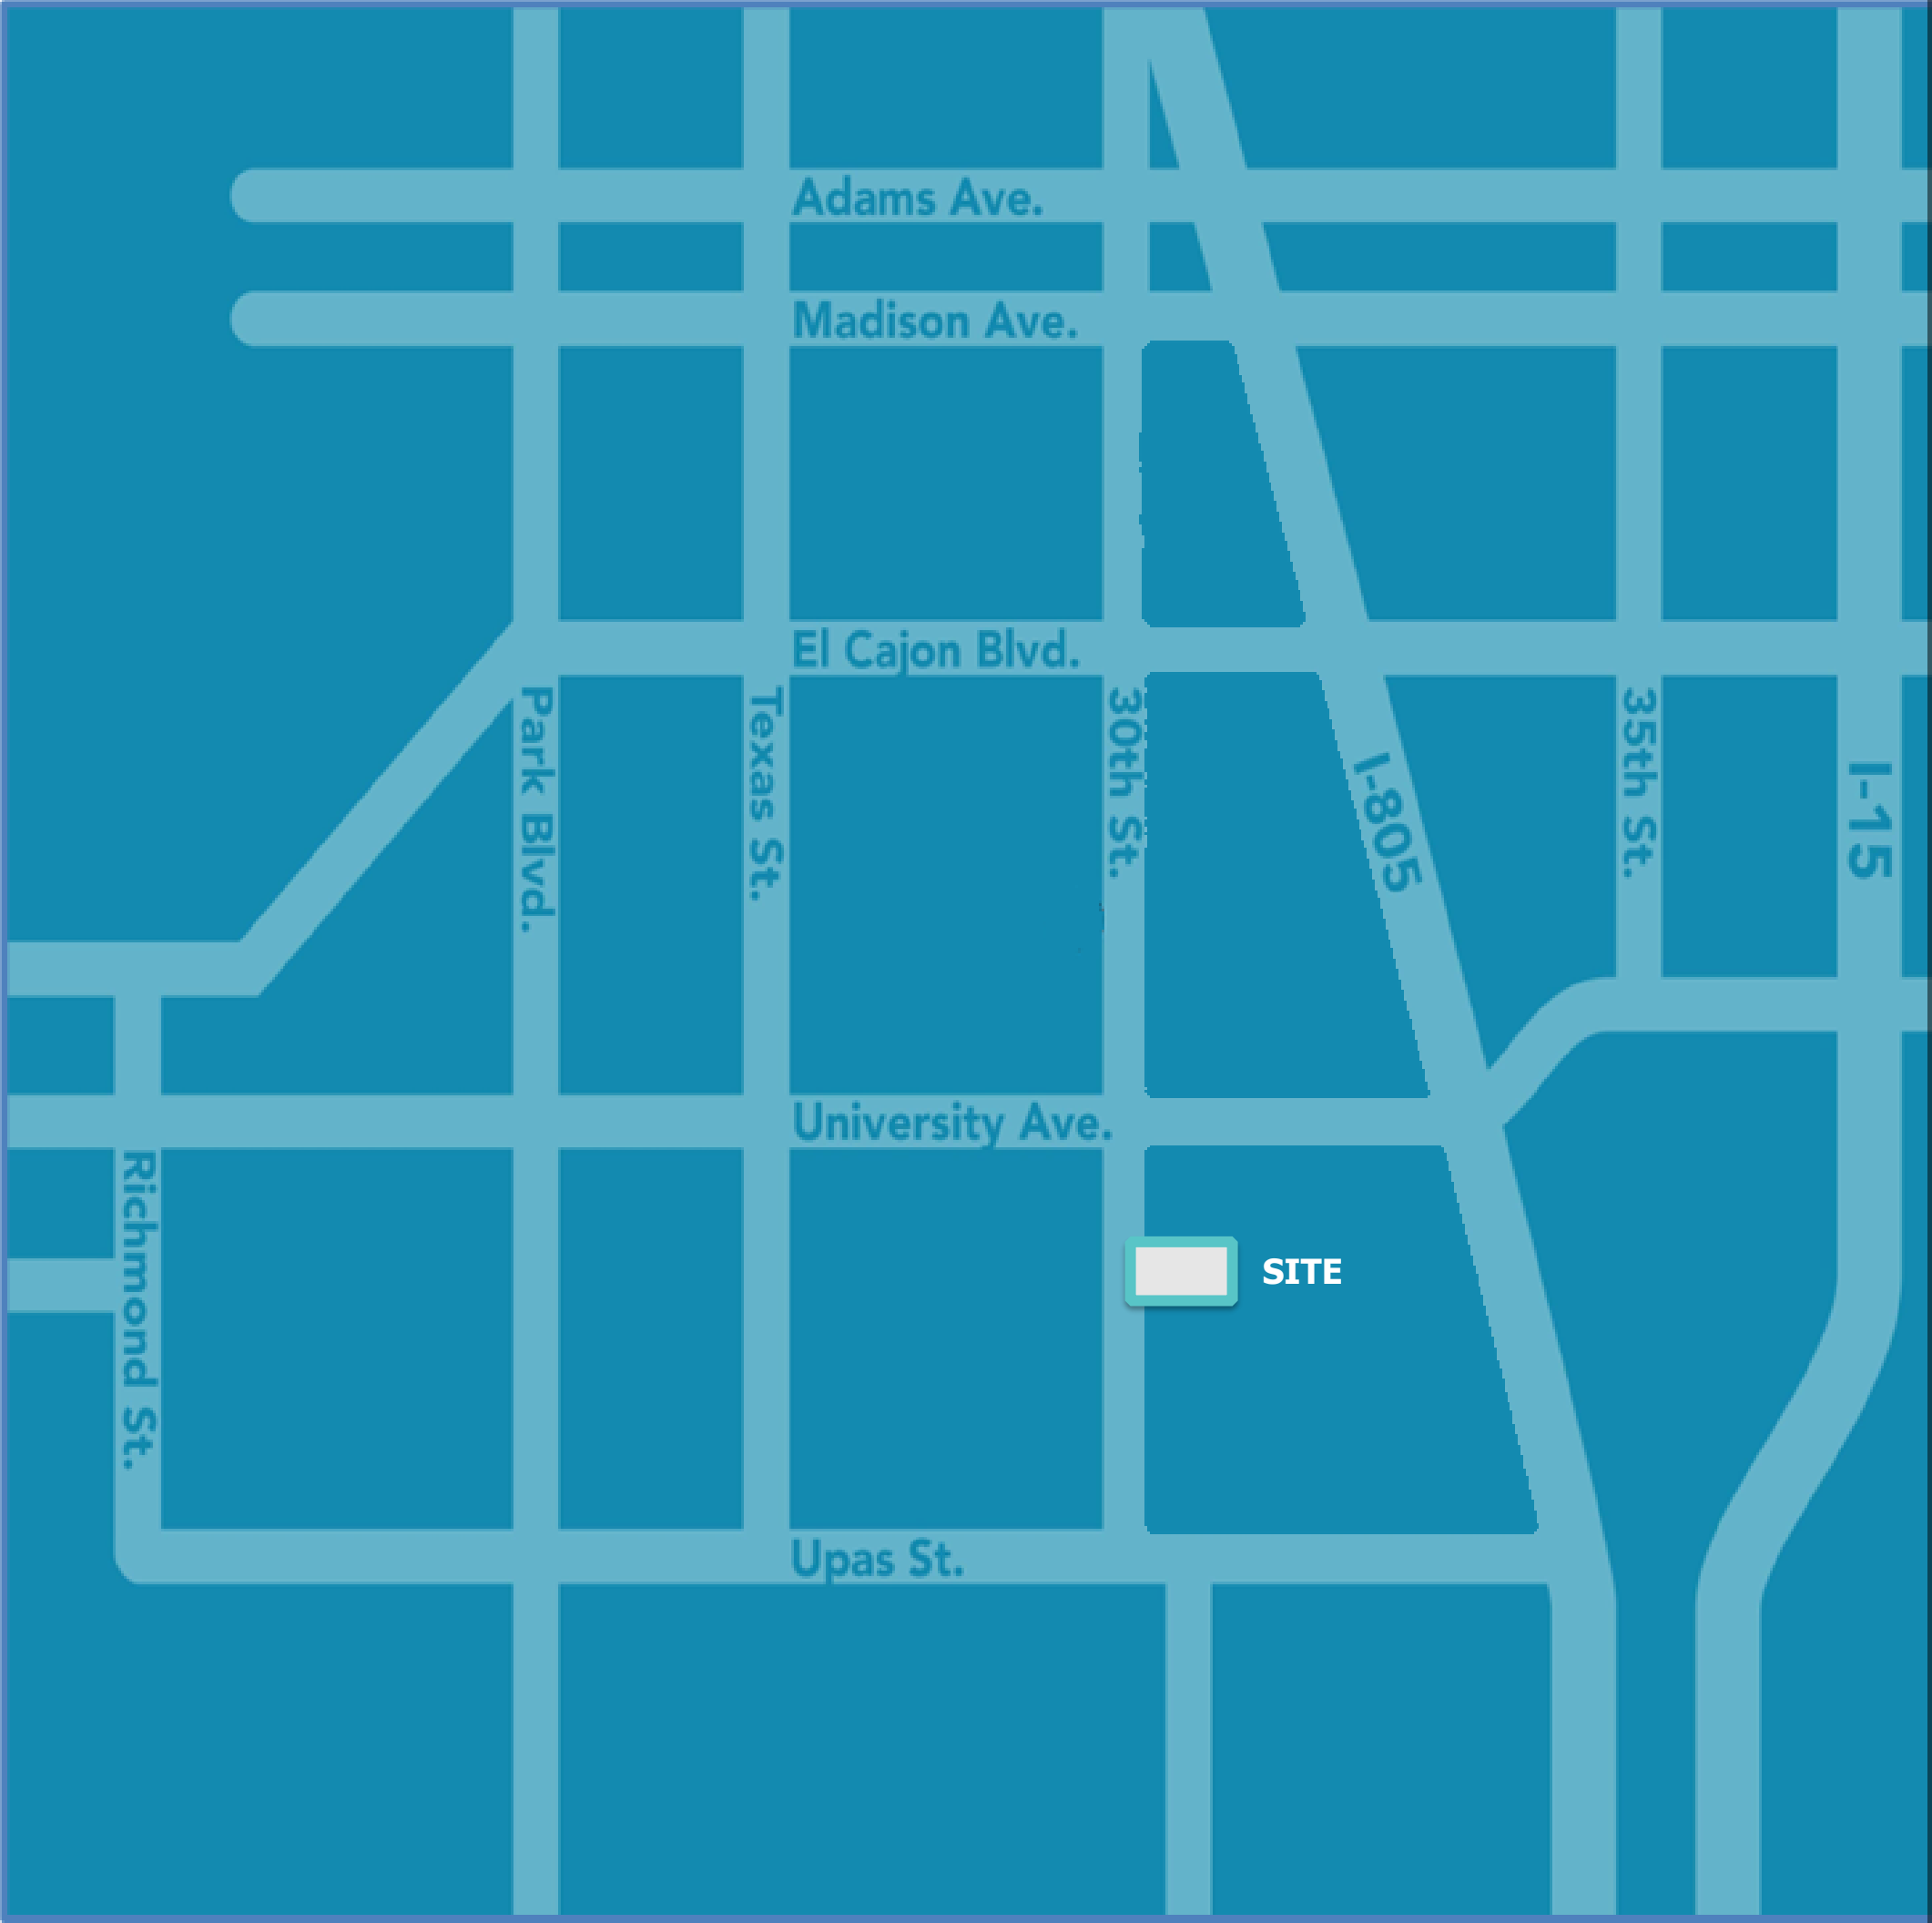 Adams Ave.
Madison Ave.
El Cajon Blvd.
Park Blvd.
Texas St.
30th St.
I-805
35th St.
I-15
University Ave.
Richmond St.
SITE
Upas St.